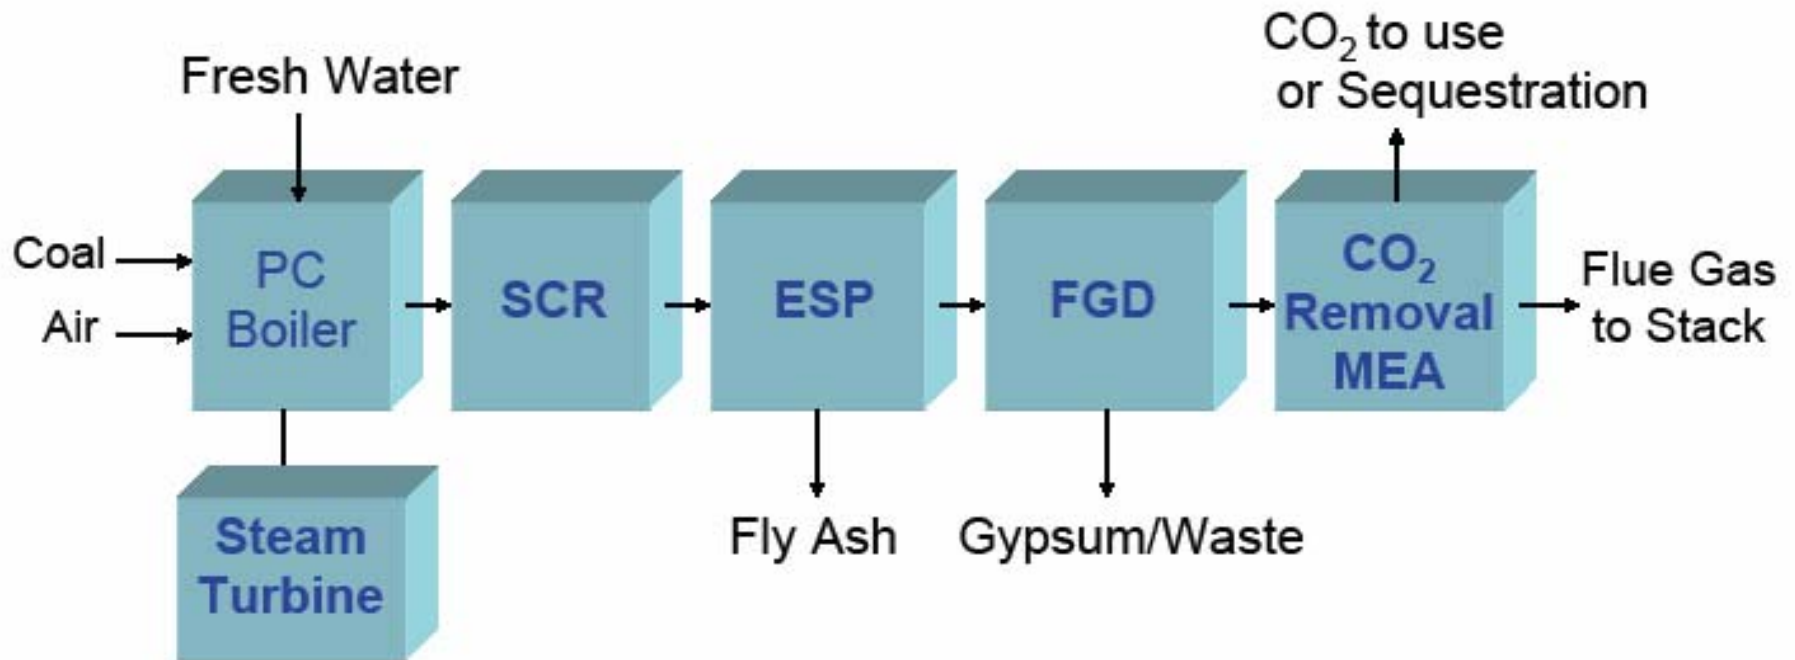 CO₂ to use
or Sequestration
Fresh Water
Coal
Air
PC
Boiler
SCR
ESP
FGD
CO₂
Removal
MEA
Flue Gas
to Stack
Steam
Turbine
Fly Ash
Gypsum/Waste